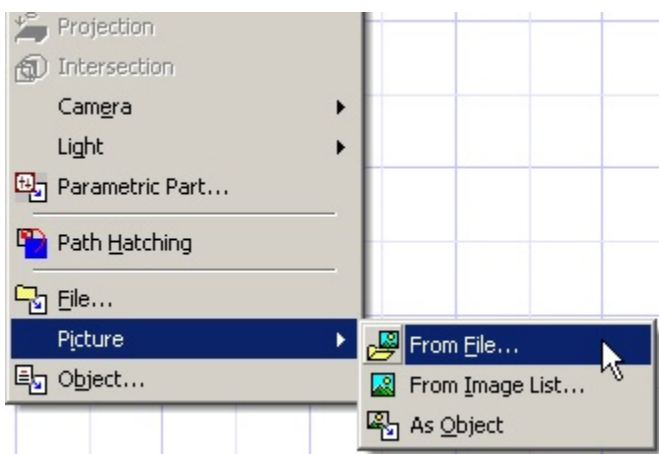 Projection
Intersection
Camera
Light
Parametric Part...
Path Hatching
File...
Picture
From File...
Object...
From Image List...
As Object